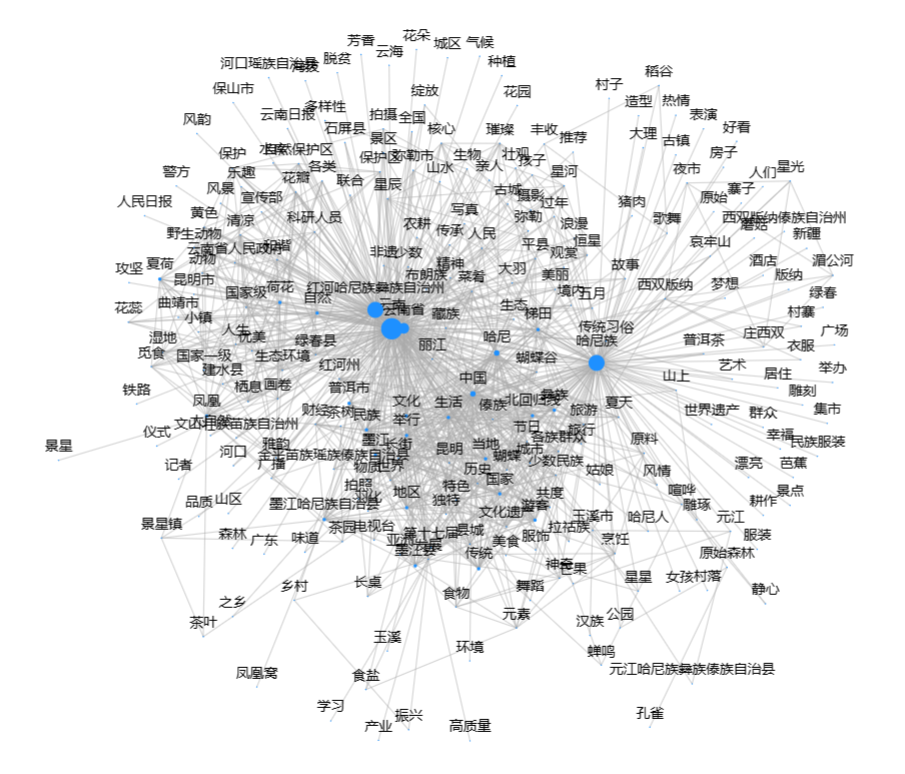 芳香
花朵
城区
气候
云海
河口瑶族自治县
脱贫
种植
稻谷
保山市
绽放
花园
村子
造型
热情
风韵
云南日报
多样性
拍摄
全国
表演
好看
石屏县
核心
璀璨
丰收
推荐
大理
古镇
保护
自然保护区
景区
保护区
弥勒市
生物
壮观
孩子
房子
各类
山水
亲人
星河
夜市
人们
星光
警方
乐趣
花瓣
联合
星辰
古城
摄影
过年
猪肉
原始
寨子
人民日报
风景
宣传部
写真
弥勒
歌舞
西双版纳傣族自治州
黄色
清凉
科研人员
农耕
传承
人民
浪漫
蘑菇
新疆
野生动物
云南省人民政府
和谐
非遗
少数
平县
恒星
哀牢山
动物
精神
观赏
故事
酒店
湄公河
攻坚
夏荷
昆明市
荷花
红河哈尼族彝族自治州
布朗族
菜肴
大羽
美丽
境内
五月
西双版纳
梦想
版纳
绿春
国家级
自然
云南
云南省
藏族
生态
梯田
村寨
花蕊
曲靖市
小镇
人生
优美
绿春县
丽江
哈尼
传统习俗
哈尼族
普洱茶
庄西双
衣服
广场
湿地
觅食
国家一级
生态环境
建水县
红河州
蝴蝶谷
山上
艺术
居住
举办
铁路
凤凰
栖息
画卷
普洱市
中国
雕刻
财经
茶树
民族
文化
生活
傣族
北回归线
彝族
旅游
夏天
世界遗产
群众
集市
景星
仪式
大自然
文山壮族苗族自治州
举行
节日
旅行
幸福
民族服装
雅韵
墨江
长街
昆明
当地
各族群众
原料
记者
河口
广播
金平苗族瑶族傣族自治县
物质
世界
历史
蝴蝶
城市
少数民族
姑娘
风情
漂亮
芭蕉
拍照
国家
喧哗
品质
山区
墨江哈尼族自治县
地区
特色
独特
共度
雕琢
耕作
景点
景星镇
文化遗产
游客
玉溪市
哈尼人
元江
森林
广东
味道
茶园
电视台
第十七届
县城
拉祜族
服装
墨江县
传统
美食
服饰
烹饪
原始森林
乡村
长桌
神奇
芒果
星星
女孩
村落
静心
之乡
食物
舞蹈
茶叶
元素
汉族
公园
玉溪
环境
蝉鸣
凤凰窝
食盐
元江哈尼族彝族傣族自治县
学习
振兴
孔雀
产业
高质量